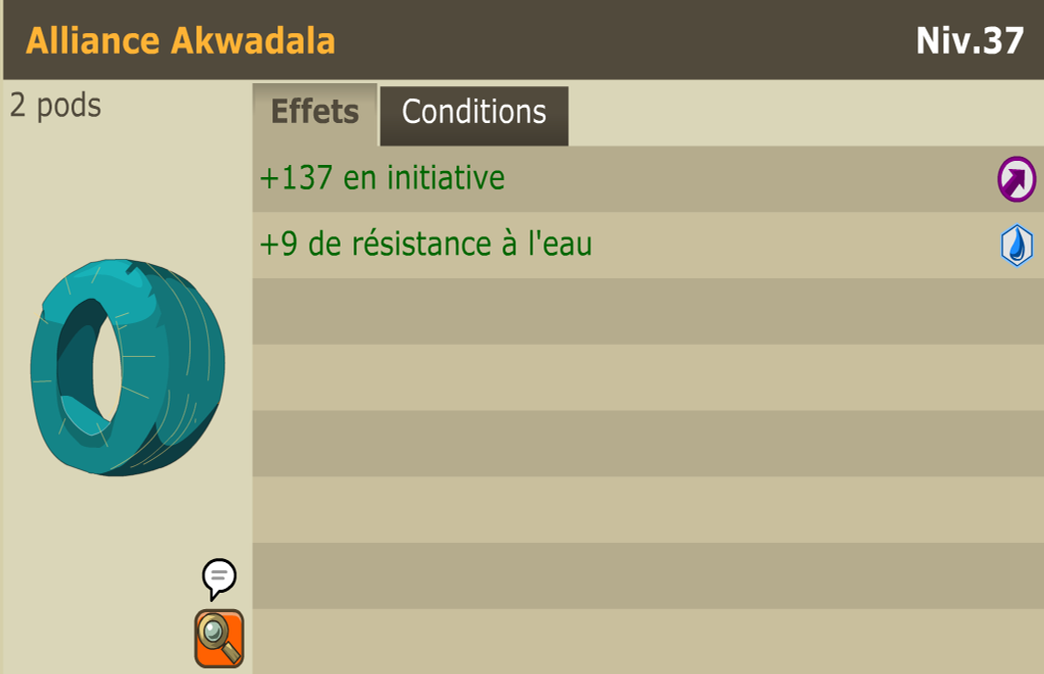 Alliance Akwadala
Niv.37
2 pods
Effets
Conditions
+137 en initiative
+9 de résistance à l'eau